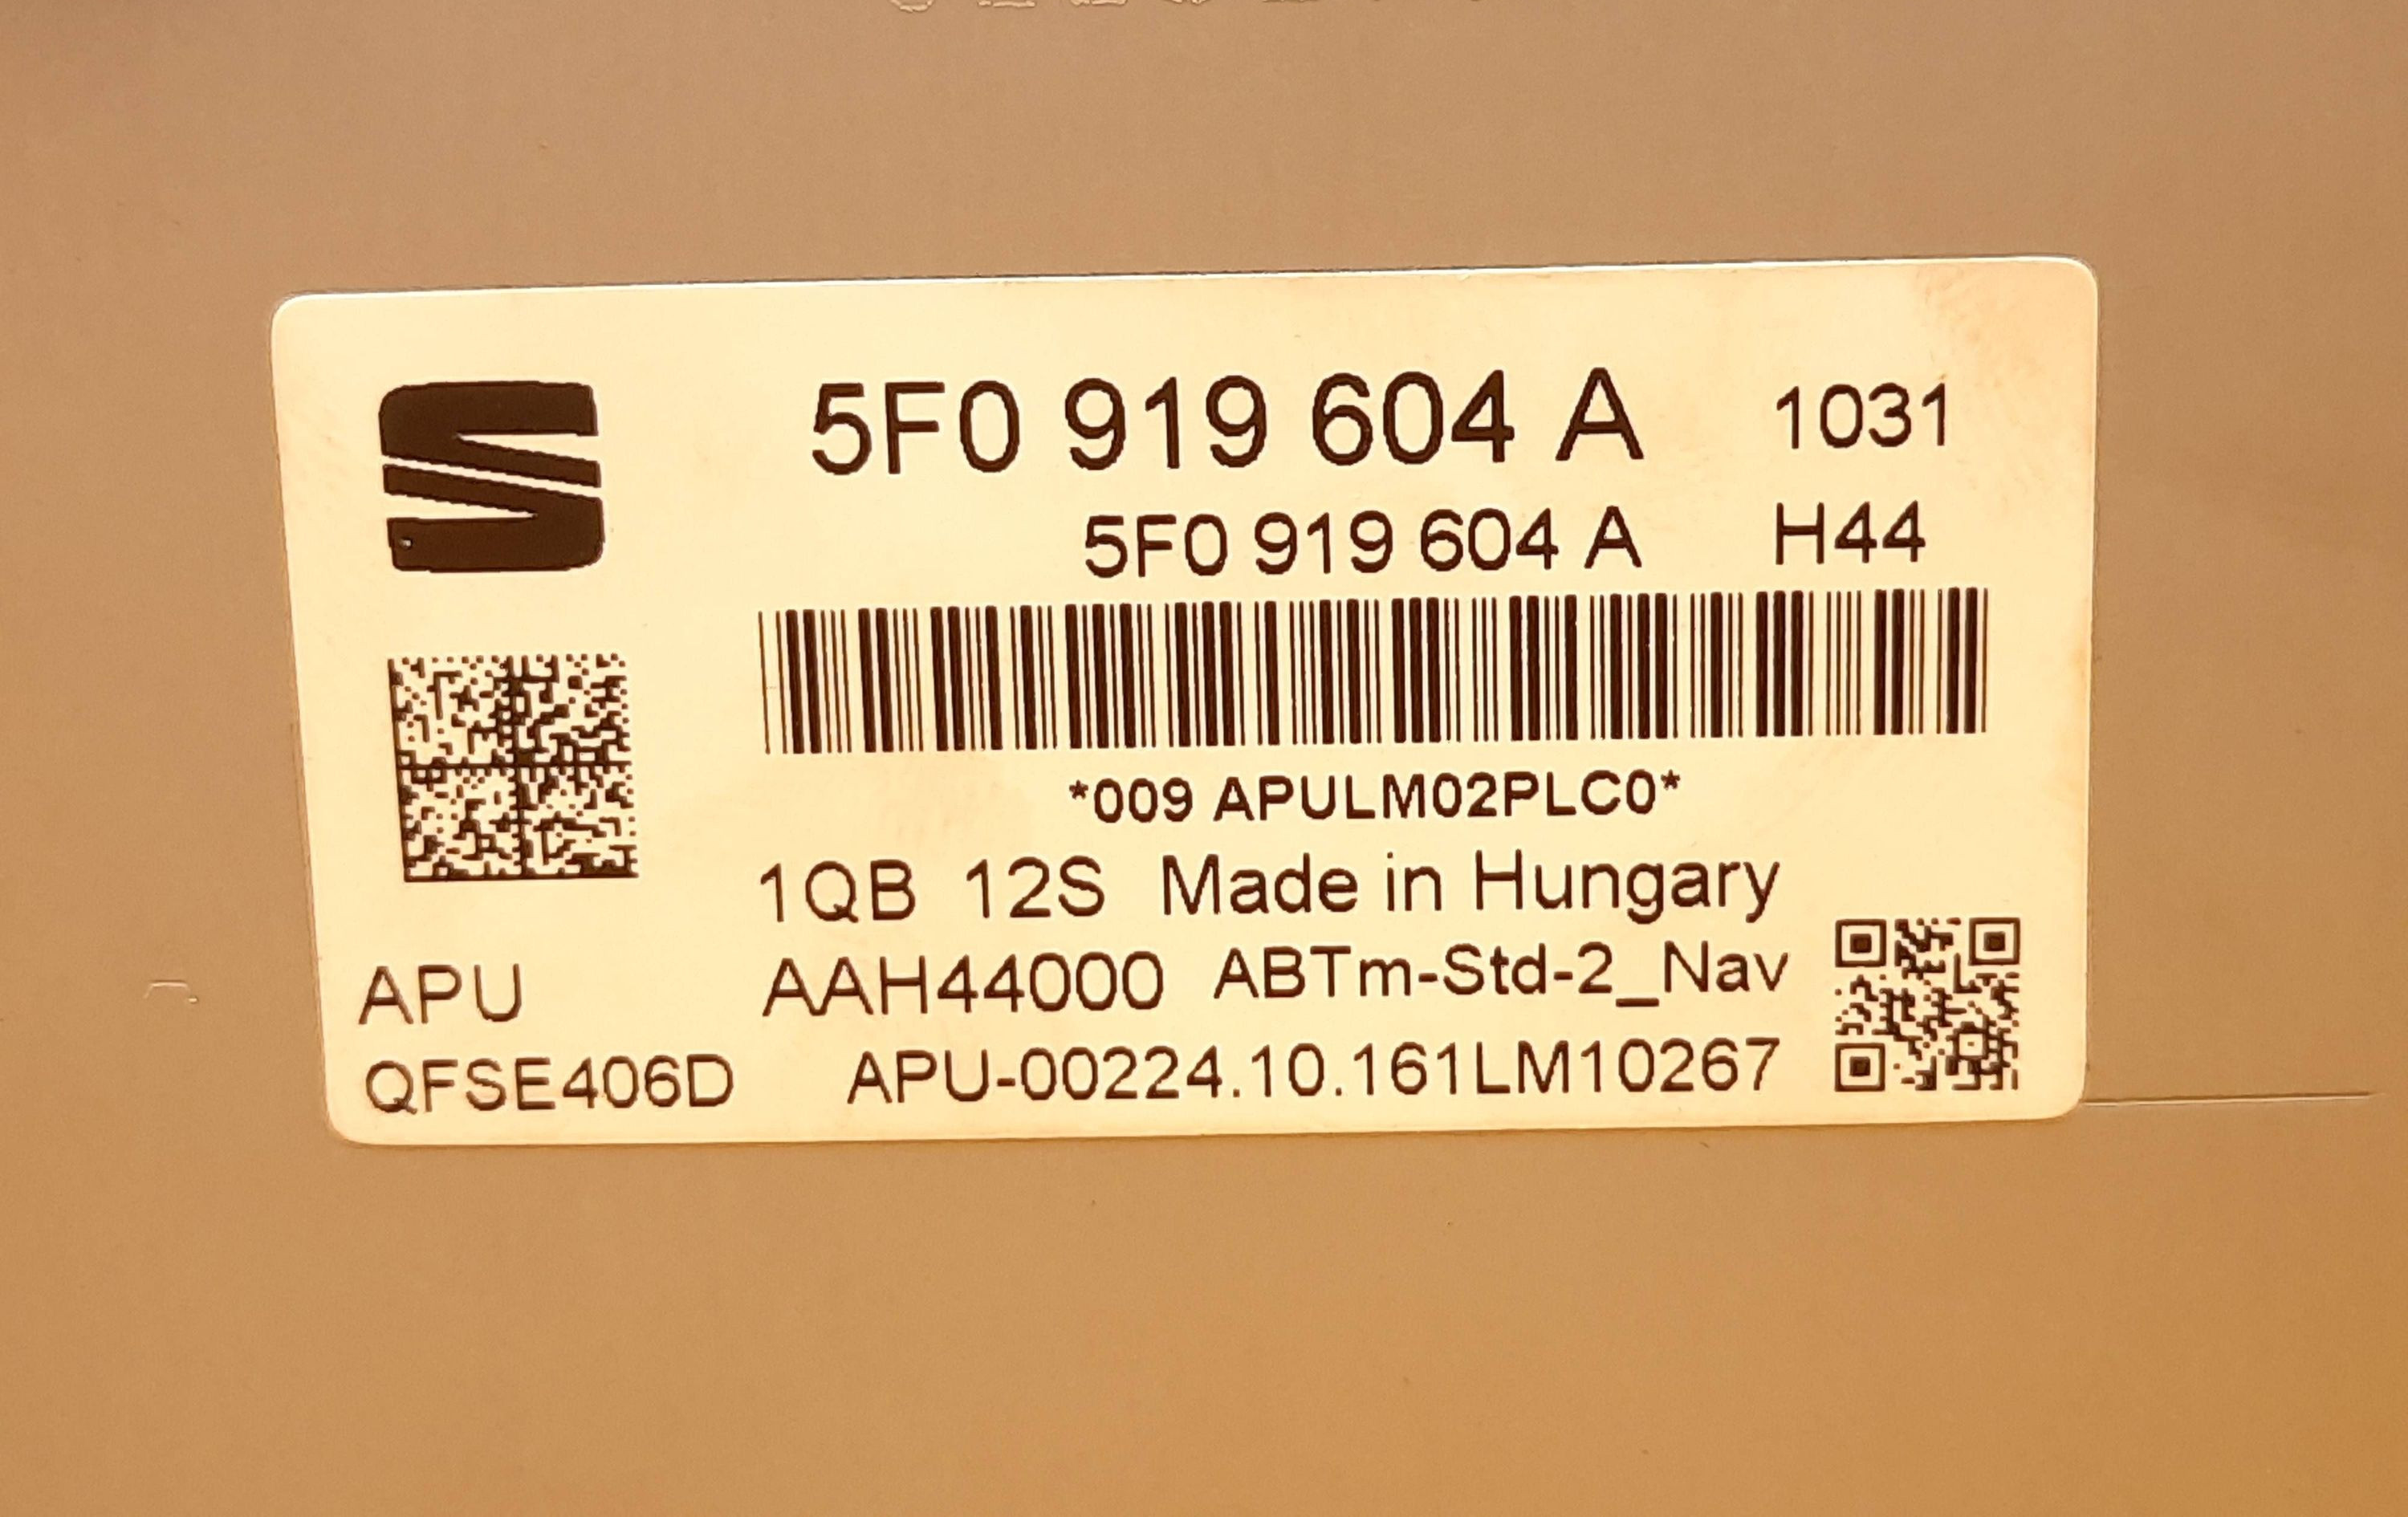 5F0 919 604 A 1031
5F0 919 604 A H44
*009 APULM02PLC0*
1QB 12S Made in Hungary
APU AAH44000 ABTm-Std-2_Nav
QFSE406D APU-00224.10.161LM10267